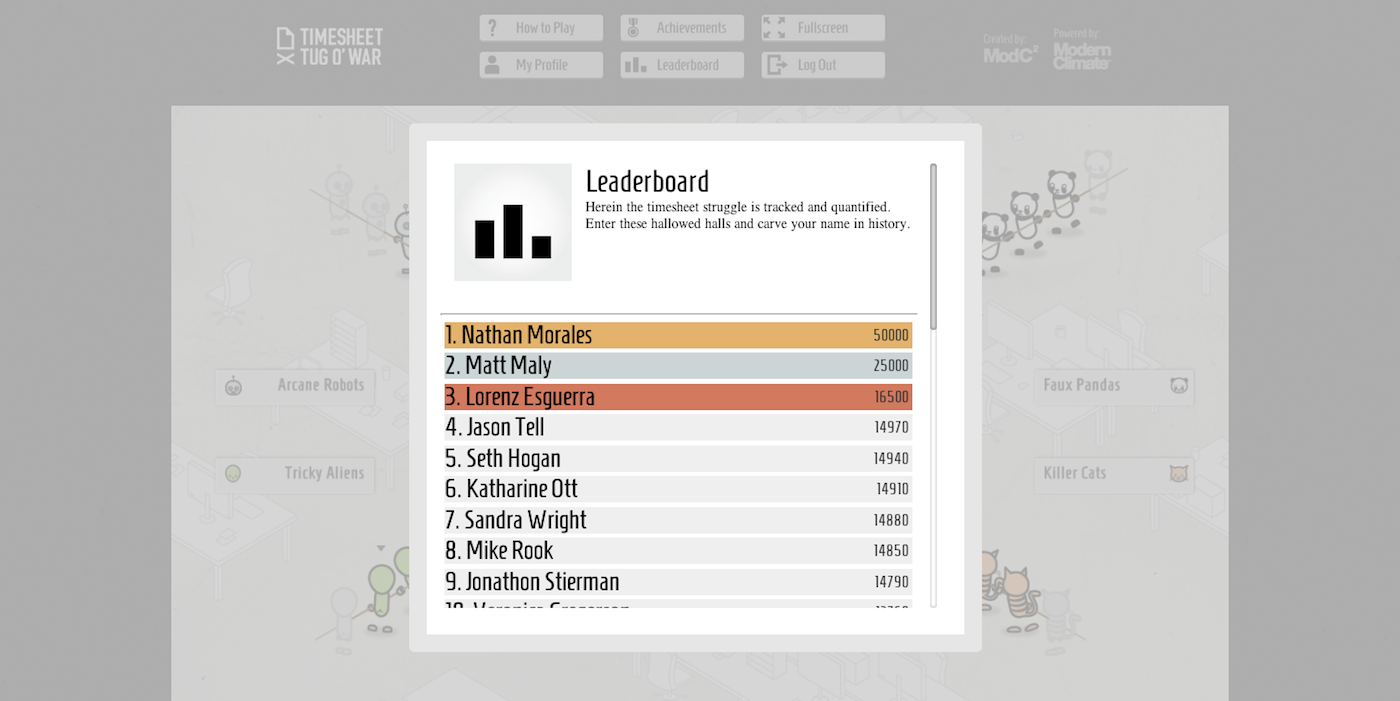 TIMESHEET
TUG O' WAR
How to Play
Achievements
Fullscreen
My Profile
Leaderboard
Log Out
Created by:
ModC²
Powered by:
Modern
Climate
Leaderboard
Herein the timesheet struggle is tracked and quantified.
Enter these hallowed halls and carve your name in history.
1. Nathan Morales 50000
2. Matt Maly 25000
3. Lorenz Esguerra 16500
4. Jason Tell 14970
5. Seth Hogan 14940
6. Katharine Ott 14910
7. Sandra Wright 14880
8. Mike Rook 14850
9. Jonathon Stierman 14790
10.
Arcane Robots
Tricky Aliens
Faux Pandas
Killer Cats